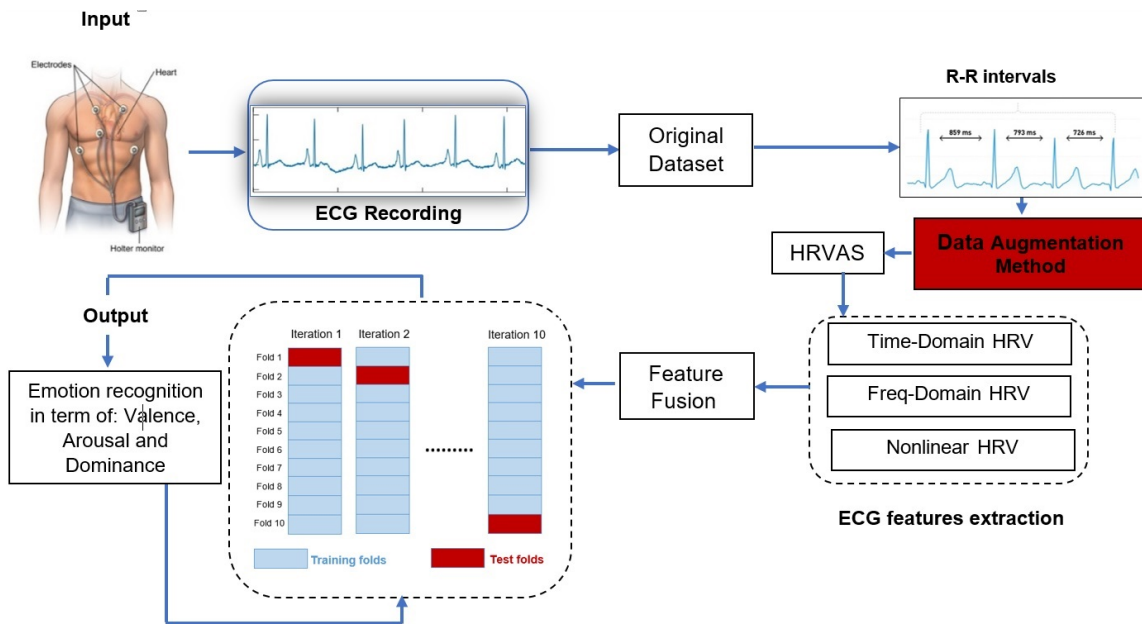 Input
Electrodes
Heart
Holter monitor
ECG Recording
Original
Dataset
R-R intervals
859 ms
793 ms
726 ms
Data Augmentation
Method
HRVAS
Time-Domain HRV
Freq-Domain HRV
Nonlinear HRV
ECG features extraction
Feature
Fusion
Iteration 1
Iteration 2
Iteration 10
Fold 1
Fold 2
Fold 3
Fold 4
Fold 5
Fold 6
Fold 7
Fold 8
Fold 9
Fold 10
.........
Training folds
Test folds
Output
Emotion recognition
in term of: Valence,
Arousal and
Dominance